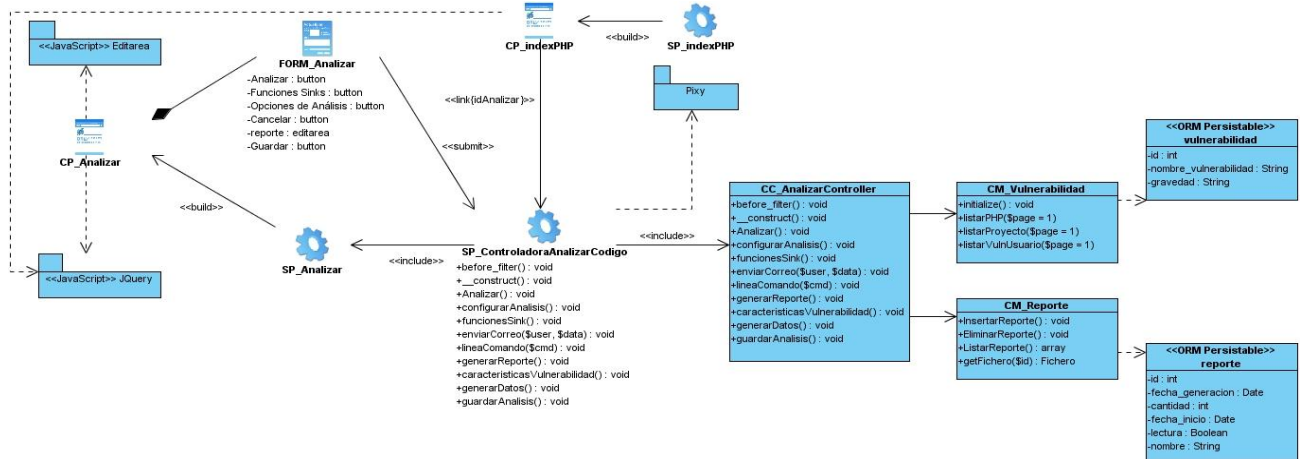 <<JavaScript>> Editarea
CP_Analizar
<<JavaScript>> JQuery
FORM_Analizar
-Analizar : button
-Funciones Sinks : button
-Opciones de Análisis : button
-Cancelar : button
-reporte : editarea
-Guardar : button
<<build>>
SP_Analizar
<<include>>
<<submit>>
CP_indexPHP
<<build>>
SP_indexPHP
<<link{idAnalizar}>>
Pixy
SP_ControladoraAnalizarCodigo
+before_filter() : void
+__construct() : void
+Analizar() : void
+configurarAnalisis() : void
+funcionesSink() : void
+enviarCorreo($user, $data) : void
+lineaComando($cmd) : void
+generarReporte() : void
+caracteristicasVulnerabilidad() : void
+generarDatos() : void
+guardarAnalisis() : void
<<include>>
CC_AnalizarController
+before_filter() : void
+__construct() : void
+Analizar() : void
+configurarAnalisis() : void
+funcionesSink() : void
+enviarCorreo($user, $data) : void
+lineaComando($cmd) : void
+generarReporte() : void
+caracteristicasVulnerabilidad() : void
+generarDatos() : void
+guardarAnalisis() : void
CM_Vulnerabilidad
+initialize() : void
+listarPHP($page = 1)
+listarProyecto($page = 1)
+listarVulnUsuario($page = 1)
CM_Reporte
+InsertarReporte() : void
+EliminarReporte() : void
+ListarReporte() : array
+getFichero($id) : Fichero
<<ORM Persistable>>
vulnerabilidad
-id : int
-nombre_vulnerabilidad : String
-gravedad : String
<<ORM Persistable>>
reporte
-id : int
-fecha_generacion : Date
-cantidad : int
-fecha_inicio : Date
-lectura : Boolean
-nombre : String